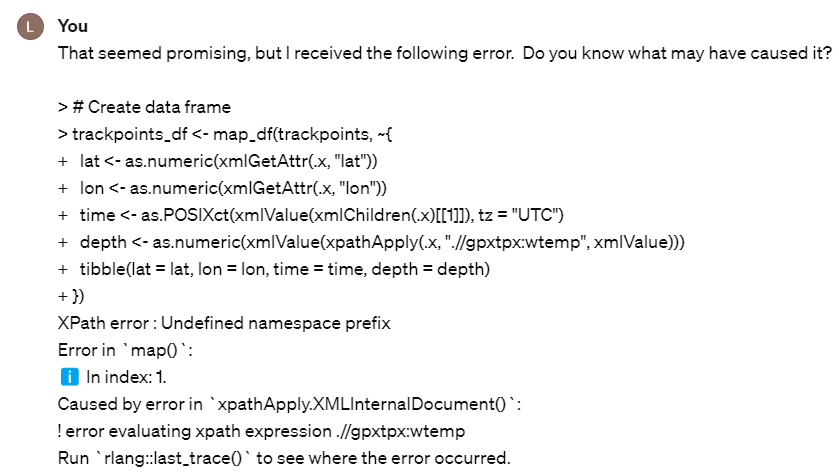 L You
That seemed promising, but I received the following error.  Do you know what may have caused it?
> # Create data frame
> trackpoints_df <- map_df(trackpoints, ~{
+   lat <- as.numeric(xmlGetAttr(.x, "lat"))
+   lon <- as.numeric(xmlGetAttr(.x, "lon"))
+   time <- as.POSIXct(xmlValue(xmlChildren(.x)[[1]]), tz = "UTC")
+   depth <- as.numeric(xmlValue(xpathApply(.x, ".//gpxtpx:wtemp", xmlValue)))
+   tibble(lat = lat, lon = lon, time = time, depth = depth)
+ })
XPath error : Undefined namespace prefix
Error in `map()`:
ℹ In index: 1.
Caused by error in `xpathApply.XMLInternalDocument()`:
! error evaluating xpath expression .//gpxtpx:wtemp
Run `rlang::last_trace()` to see where the error occurred.